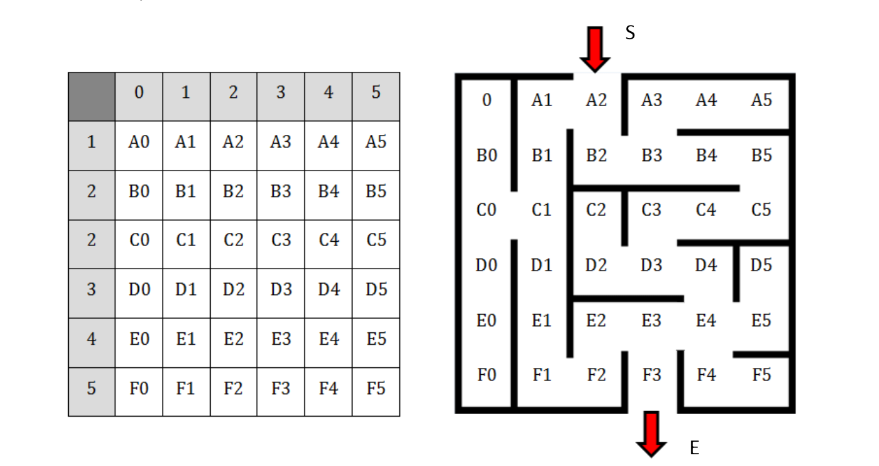 S
0 1 2 3 4 5
1 A0 A1 A2 A3 A4 A5
2 B0 B1 B2 B3 B4 B5
2 C0 C1 C2 C3 C4 C5
3 D0 D1 D2 D3 D4 D5
4 E0 E1 E2 E3 E4 E5
5 F0 F1 F2 F3 F4 F5
0 A1 A2 A3 A4 A5
B0 B1 B2 B3 B4 B5
C0 C1 C2 C3 C4 C5
D0 D1 D2 D3 D4 D5
E0 E1 E2 E3 E4 E5
F0 F1 F2 F3 F4 F5
E